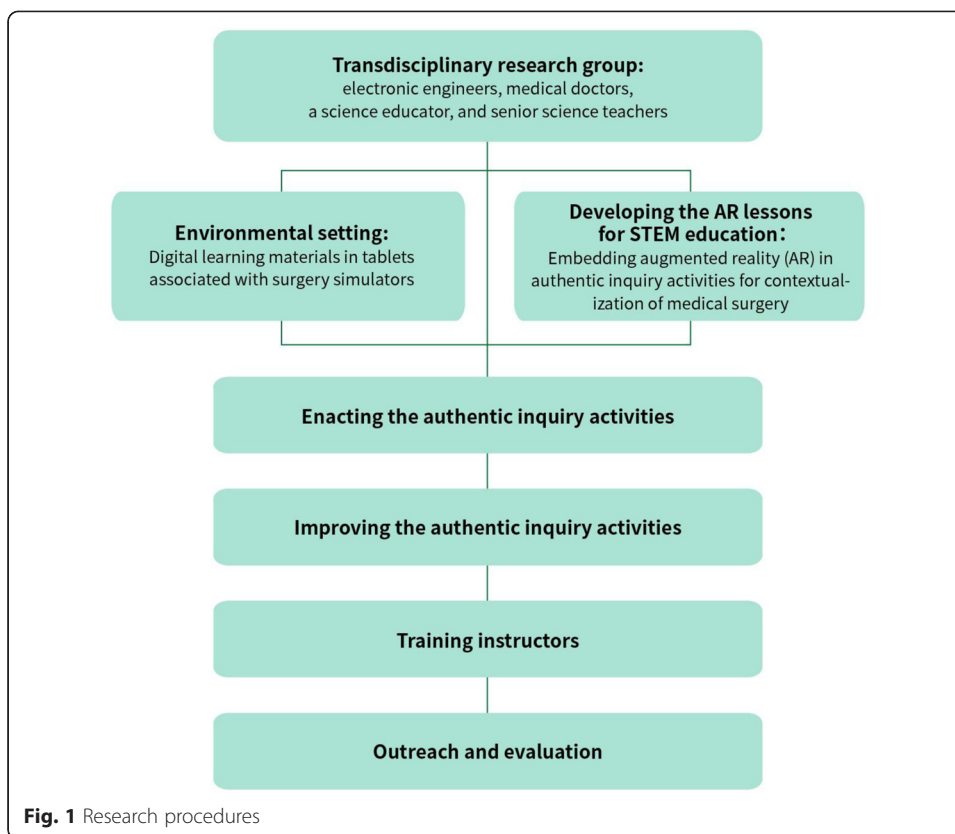 Transdisciplinary research group:
electronic engineers, medical doctors,
a science educator, and senior science teachers
Environmental setting:
Digital learning materials in tablets
associated with surgery simulators
Developing the AR lessons
for STEM education：
Embedding augmented reality (AR) in
authentic inquiry activities for contextual-
ization of medical surgery
Enacting the authentic inquiry activities
Improving the authentic inquiry activities
Training instructors
Outreach and evaluation
Fig. 1 Research procedures